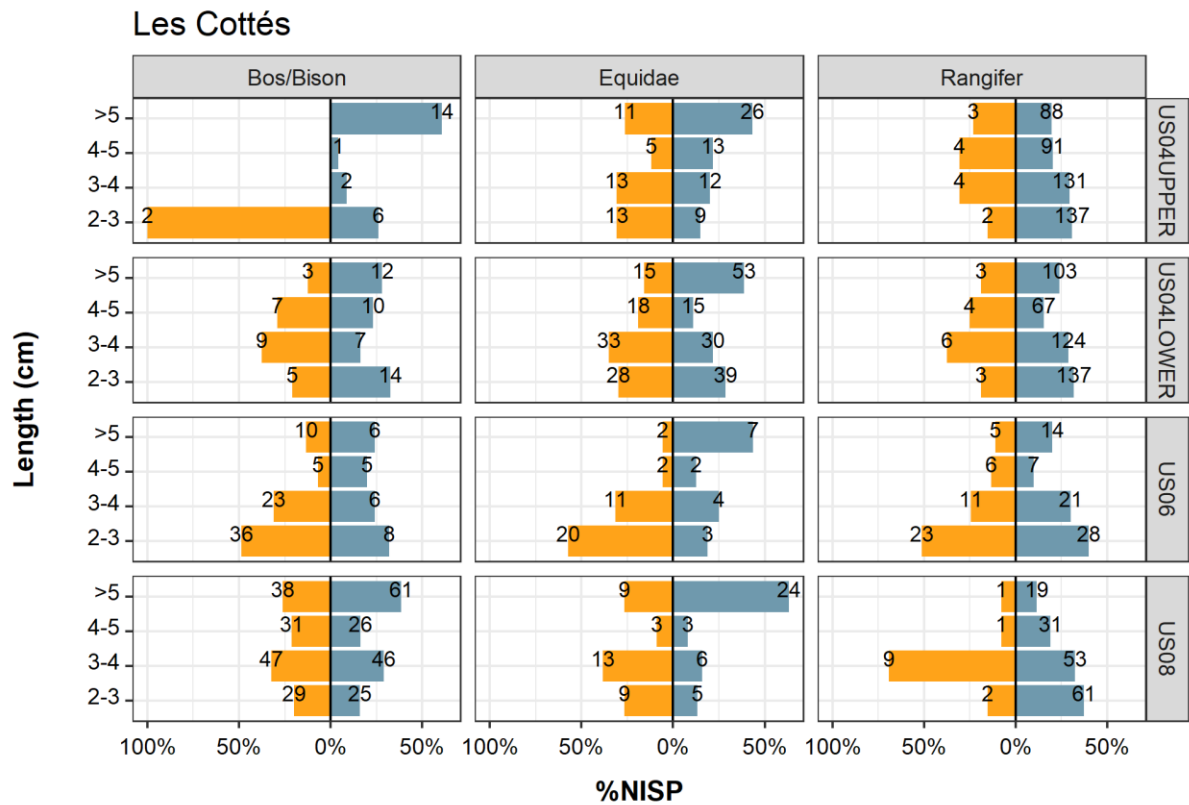 Les Cottés
Bos/Bison Equidae Rangifer
>5 14 11 26 3 88
4-5 1 5 13 4 91
3-4 2 13 12 4 131
2-3 2 6 13 9 2 137
US04UPPER
>5 3 12 15 53 3 103
4-5 7 10 18 15 4 67
3-4 9 7 33 30 6 124
2-3 5 14 28 39 3 137
US04LOWER
>5 10 6 2 7 5 14
4-5 5 5 2 2 6 7
3-4 23 6 11 4 11 21
2-3 36 8 20 3 23 28
US06
>5 38 61 9 24 1 19
4-5 31 26 3 3 1 31
3-4 47 46 13 6 9 53
2-3 29 25 9 5 2 61
US08
Length (cm)
100% 50% 0% 50% 100% 50% 0% 50% 100% 50% 0% 50%
%NISP